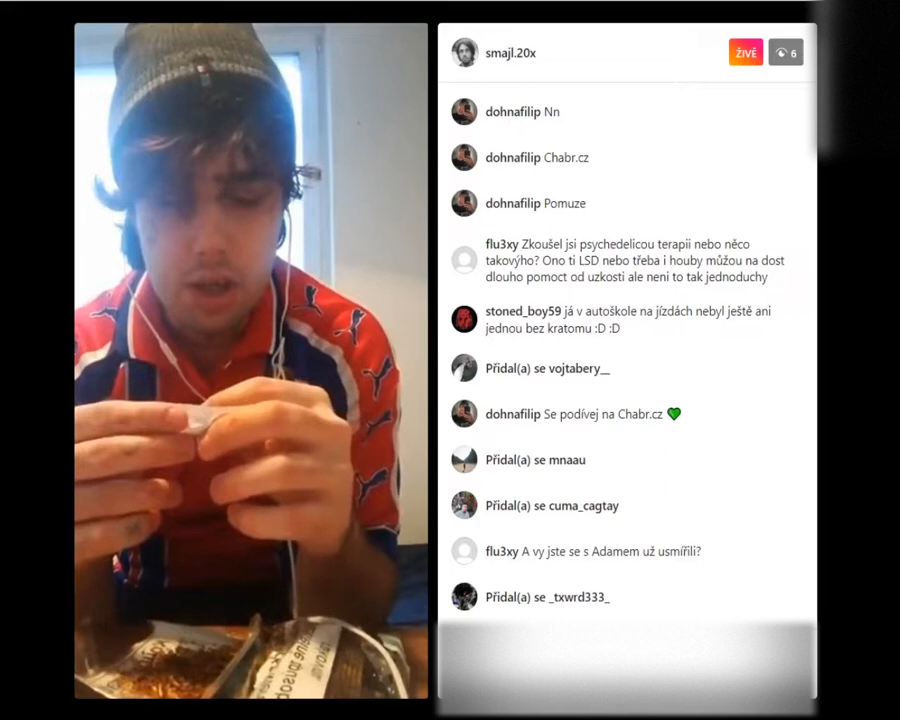 smajl.20x
ŽIVĚ
6
dohnafilip Nn
dohnafilip Chabr.cz
dohnafilip Pomuze
flu3xy Zkoušel jsi psychedelicou terapii nebo něco
takovýho? Ono ti LSD nebo třeba i houby můžou na dost
dlouho pomoct od uzkosti ale neni to tak jednoduchy
stoned_boy59 já v autoškole na jízdách nebyl ještě ani
jednou bez kratomu :D :D
Přidal(a) se vojtabery__
dohnafilip Se podívej na Chabr.cz 💚
Přidal(a) se mnaau
Přidal(a) se cuma_cagtay
flu3xy A vy jste se s Adamem už usmířili?
Přidal(a) se _txwrd333_